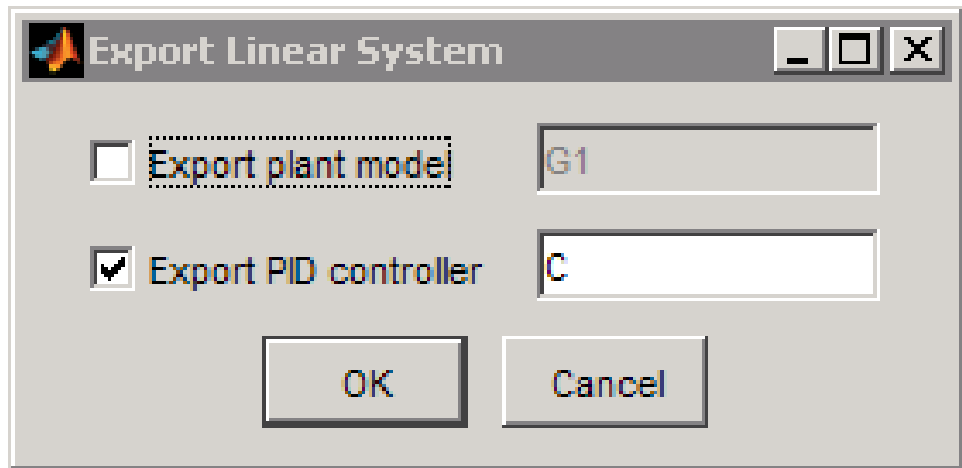 Export Linear System
Export plant model G1
Export PID controller C
OK Cancel